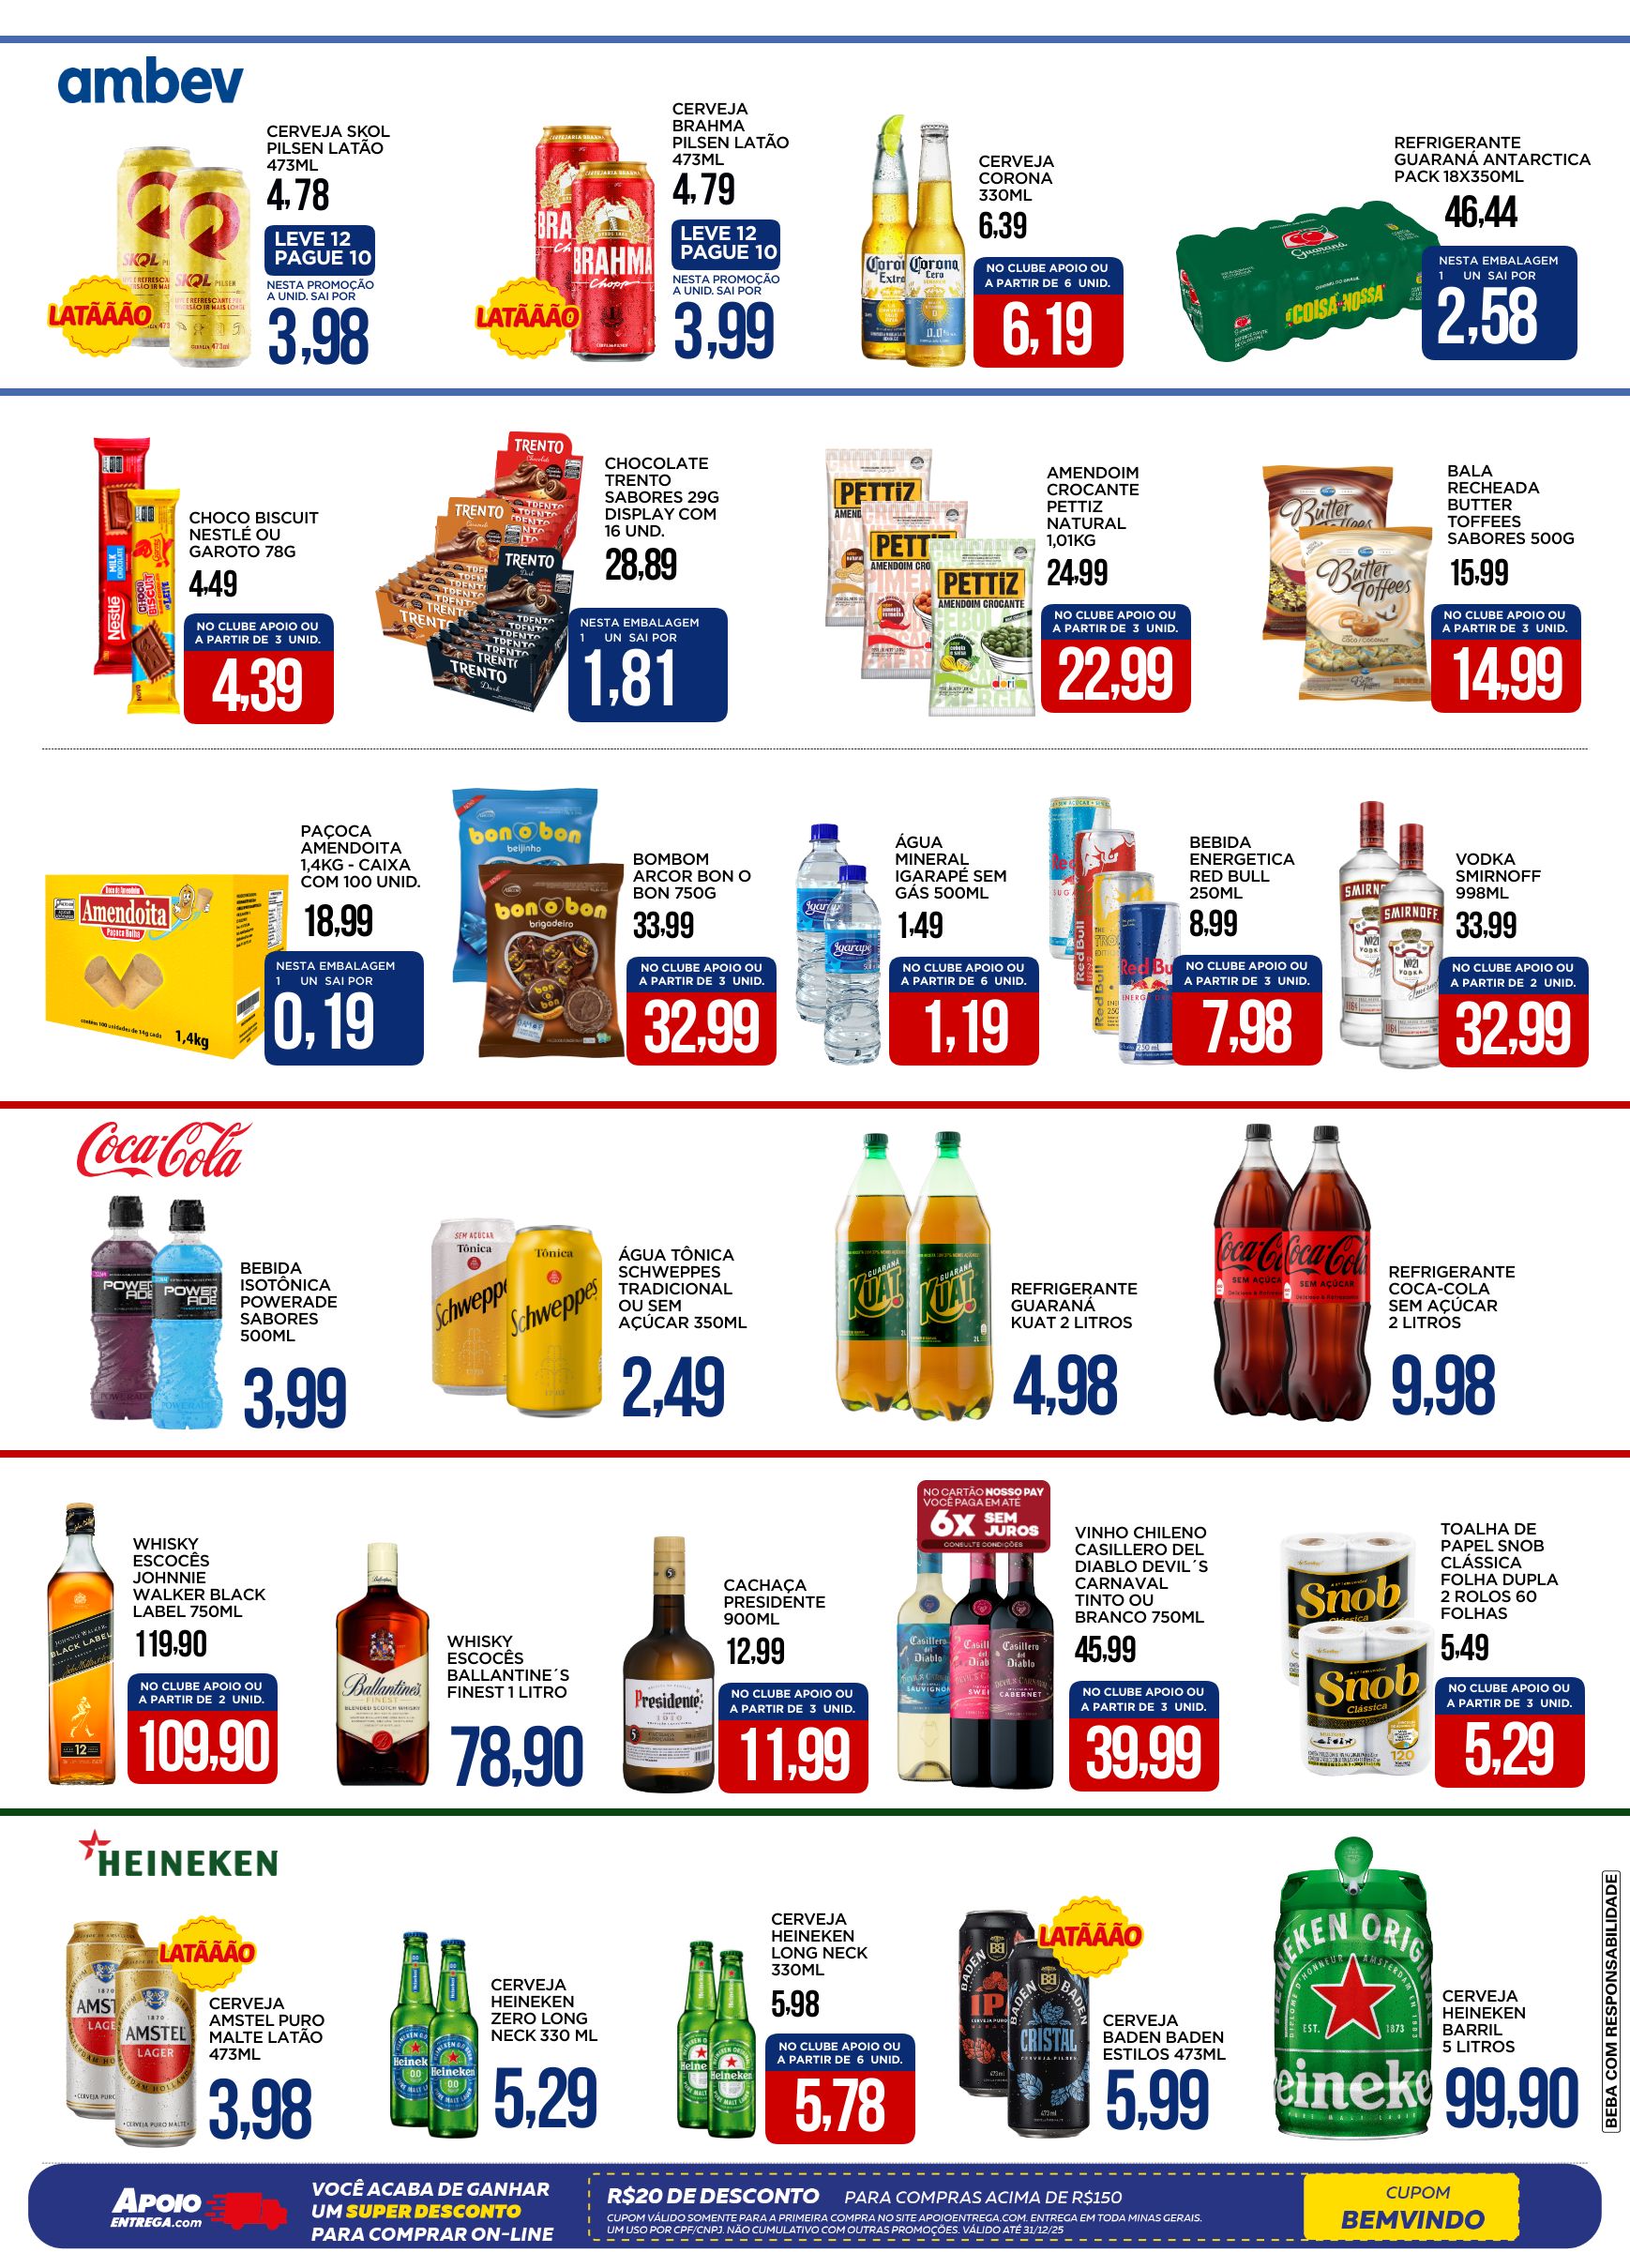 ambev
CERVEJA SKOL
PILSEN LATÃO
473ML
4,78
LEVE 12
PAGUE 10
NESTA PROMOÇÃO
A UNID. SAI POR
3,98
LATÃÃÃO
CERVEJA
BRAHMA
PILSEN LATÃO
473ML
4,79
LEVE 12
PAGUE 10
NESTA PROMOÇÃO
A UNID. SAI POR
3,99
LATÃÃÃO
CERVEJA
CORONA
330ML
6,39
NO CLUBE APOIO OU
A PARTIR DE 6 UNID.
6,19
REFRIGERANTE
GUARANÁ ANTARCTICA
PACK 18X350ML
46,44
NESTA EMBALAGEM
1 UN SAI POR
2,58
CHOCO BISCUIT
NESTLÉ OU
GAROTO 78G
4,49
NO CLUBE APOIO OU
A PARTIR DE 3 UNID.
4,39
CHOCOLATE
TRENTO
SABORES 29G
DISPLAY COM
16 UND.
28,89
NESTA EMBALAGEM
1 UN SAI POR
1,81
AMENDOIM
CROCANTE
PETTIZ
NATURAL
1,01KG
24,99
NO CLUBE APOIO OU
A PARTIR DE 3 UNID.
22,99
BALA
RECHEADA
BUTTER
TOFFEES
SABORES 500G
15,99
NO CLUBE APOIO OU
A PARTIR DE 3 UNID.
14,99
PAÇOCA
AMENDOITA
1,4KG - CAIXA
COM 100 UNID.
18,99
NESTA EMBALAGEM
1 UN SAI POR
0,19
Amendoita
Paçoca Rolha
1,4kg
BOMBOM
ARCOR BON O
BON 750G
33,99
NO CLUBE APOIO OU
A PARTIR DE 3 UNID.
32,99
bon o bon
beijinho
bon o bon
brigadeiro
ÁGUA
MINERAL
IGARAPÉ SEM
GÁS 500ML
1,49
NO CLUBE APOIO OU
A PARTIR DE 6 UNID.
1,19
BEBIDA
ENERGETICA
RED BULL
250ML
8,99
NO CLUBE APOIO OU
A PARTIR DE 3 UNID.
7,98
VODKA
SMIRNOFF
998ML
33,99
NO CLUBE APOIO OU
A PARTIR DE 2 UNID.
32,99
Coca-Cola
BEBIDA
ISOTÔNICA
POWERADE
SABORES
500ML
3,99
ÁGUA TÔNICA
SCHWEPPES
TRADICIONAL
OU SEM
AÇÚCAR 350ML
2,49
REFRIGERANTE
GUARANÁ
KUAT 2 LITROS
4,98
REFRIGERANTE
COCA-COLA
SEM AÇÚCAR
2 LITROS
9,98
WHISKY
ESCOCÊS
JOHNNIE
WALKER BLACK
LABEL 750ML
119,90
NO CLUBE APOIO OU
A PARTIR DE 2 UNID.
109,90
WHISKY
ESCOCÊS
BALLANTINE´S
FINEST 1 LITRO
78,90
CACHAÇA
PRESIDENTE
900ML
12,99
NO CLUBE APOIO OU
A PARTIR DE 3 UNID.
11,99
NO CARTÃO NOSSO PAY
VOCÊ PAGA EM ATÉ
6X SEM JUROS
CONSULTE CONDIÇÕES
VINHO CHILENO
CASILLERO DEL
DIABLO DEVIL´S
CARNAVAL
TINTO OU
BRANCO 750ML
45,99
NO CLUBE APOIO OU
A PARTIR DE 3 UNID.
39,99
TOALHA DE
PAPEL SNOB
CLÁSSICA
FOLHA DUPLA
2 ROLOS 60
FOLHAS
5,49
NO CLUBE APOIO OU
A PARTIR DE 3 UNID.
5,29
HEINEKEN
LATÃÃÃO
CERVEJA
AMSTEL PURO
MALTE LATÃO
473ML
3,98
CERVEJA
HEINEKEN
ZERO LONG
NECK 330 ML
5,29
CERVEJA
HEINEKEN
LONG NECK
330ML
5,98
NO CLUBE APOIO OU
A PARTIR DE 6 UNID.
5,78
LATÃÃÃO
CERVEJA
BADEN BADEN
ESTILOS 473ML
5,99
CERVEJA
HEINEKEN
BARRIL
5 LITROS
99,90
BEBA COM RESPONSABILIDADE
APOIO
ENTREGA.com
VOCÊ ACABA DE GANHAR
UM SUPER DESCONTO
PARA COMPRAR ON-LINE
R$20 DE DESCONTO PARA COMPRAS ACIMA DE R$150
CUPOM VÁLIDO SOMENTE PARA A PRIMEIRA COMPRA NO SITE APOIOENTREGA.COM. ENTREGA EM TODA MINAS GERAIS.
UM USO POR CPF/CNPJ. NÃO CUMULATIVO COM OUTRAS PROMOÇÕES. VÁLIDO ATÉ 31/12/25
CUPOM
BEMVINDO